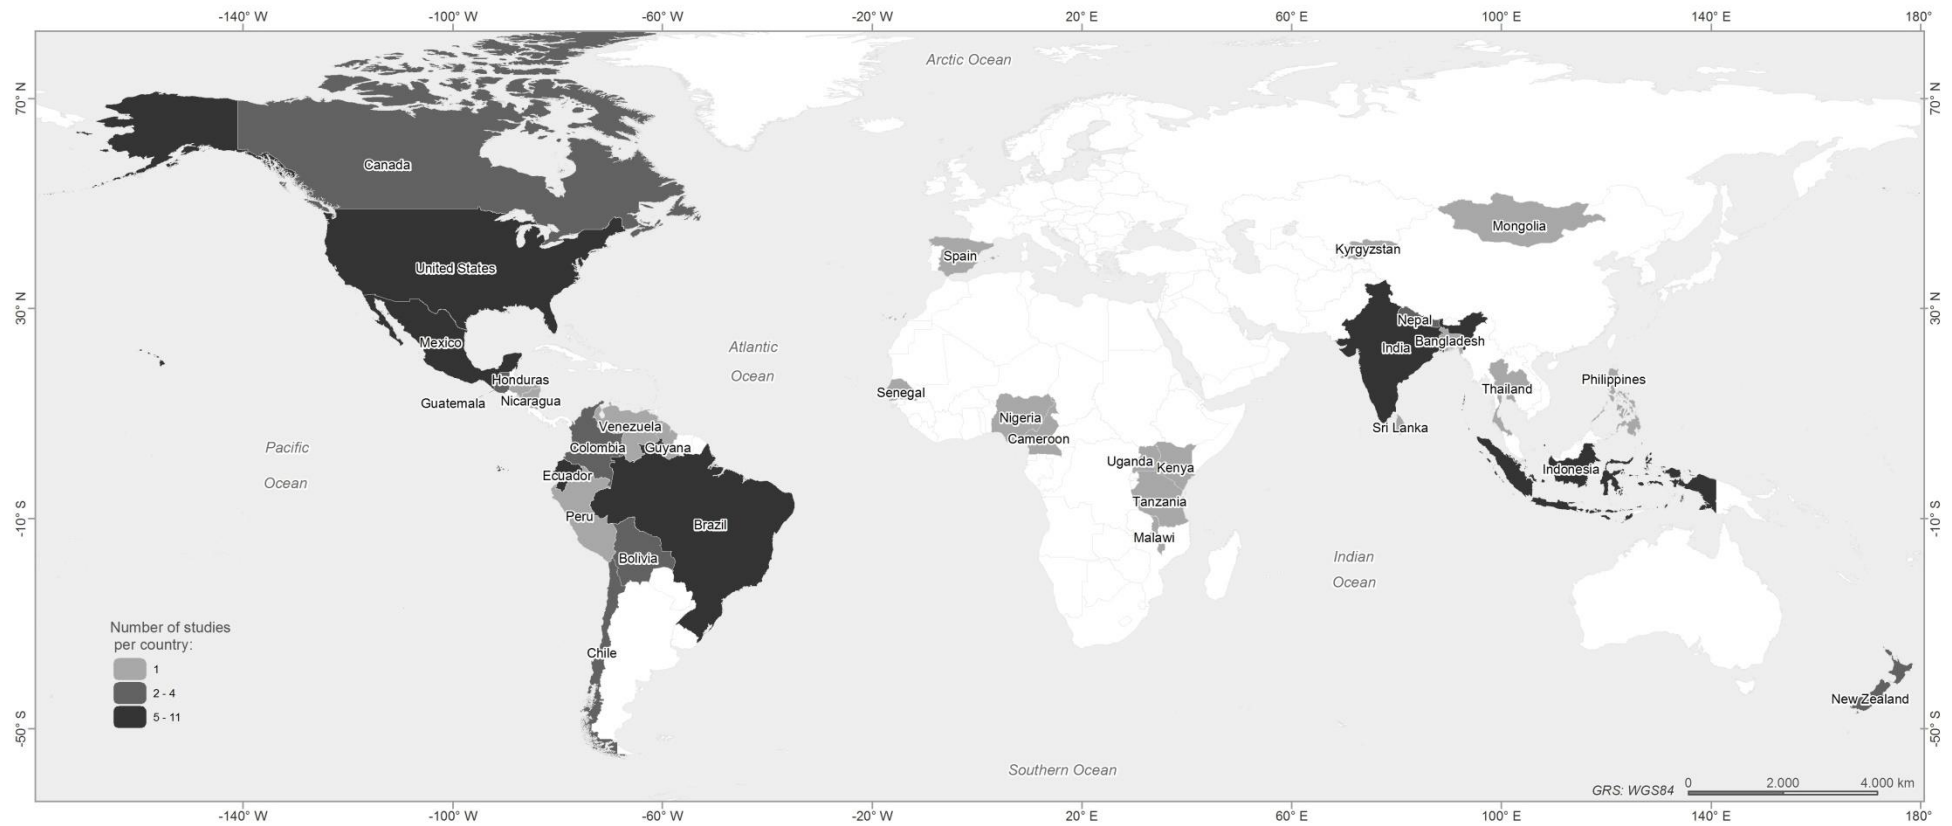 -140° W -100° W -60° W -20° W 20° E 60° E 100° E 140° E 180°
Arctic Ocean
70° N
70° N
Canada
Mongolia
Kyrgyzstan
Spain
United States
30° N
30° N
Nepal
Mexico
Bangladesh
India
Atlantic
Ocean
Honduras
Philippines
Thailand
Senegal
Nicaragua
Guatemala
Nigeria
Venezuela
Sri Lanka
Cameroon
Pacific
Ocean
Colombia
Guyana
Uganda
Kenya
Indonesia
Ecuador
Tanzania
Peru
-10° S
-10° S
Brazil
Malawi
Bolivia
Indian
Ocean
Number of studies
per country:
1
2 - 4
5 - 11
Chile
New Zealand
-50° S
-50° S
Southern Ocean
GRS: WGS84
0 2.000 4.000 km
-140° W -100° W -60° W -20° W 20° E 60° E 100° E 140° E 180°